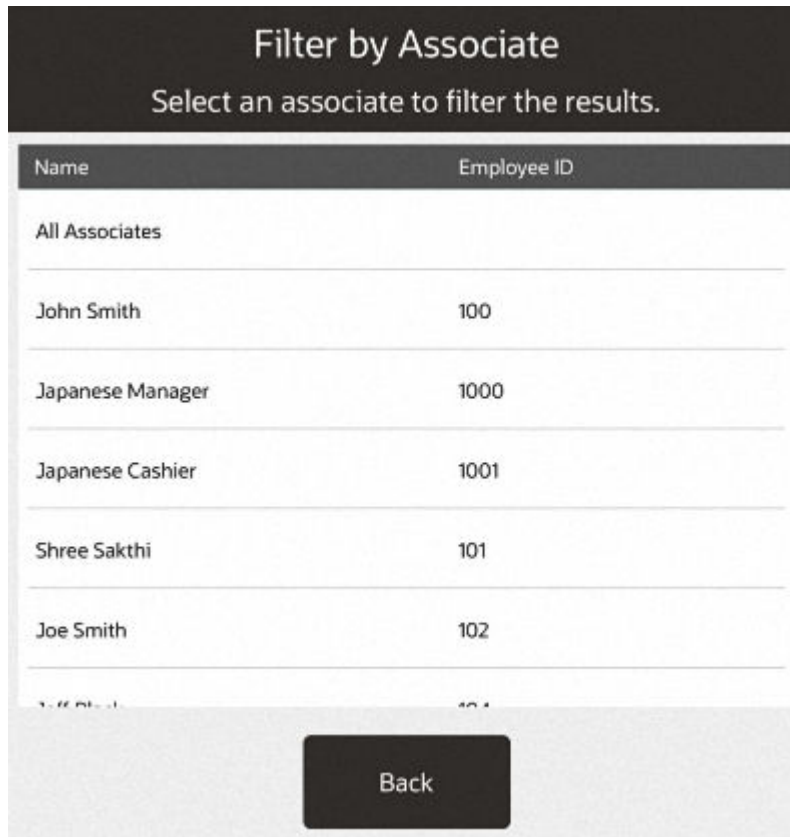 Filter by Associate
Select an associate to filter the results.
Name Employee ID
All Associates
John Smith 100
Japanese Manager 1000
Japanese Cashier 1001
Shree Sakthi 101
Joe Smith 102
Back